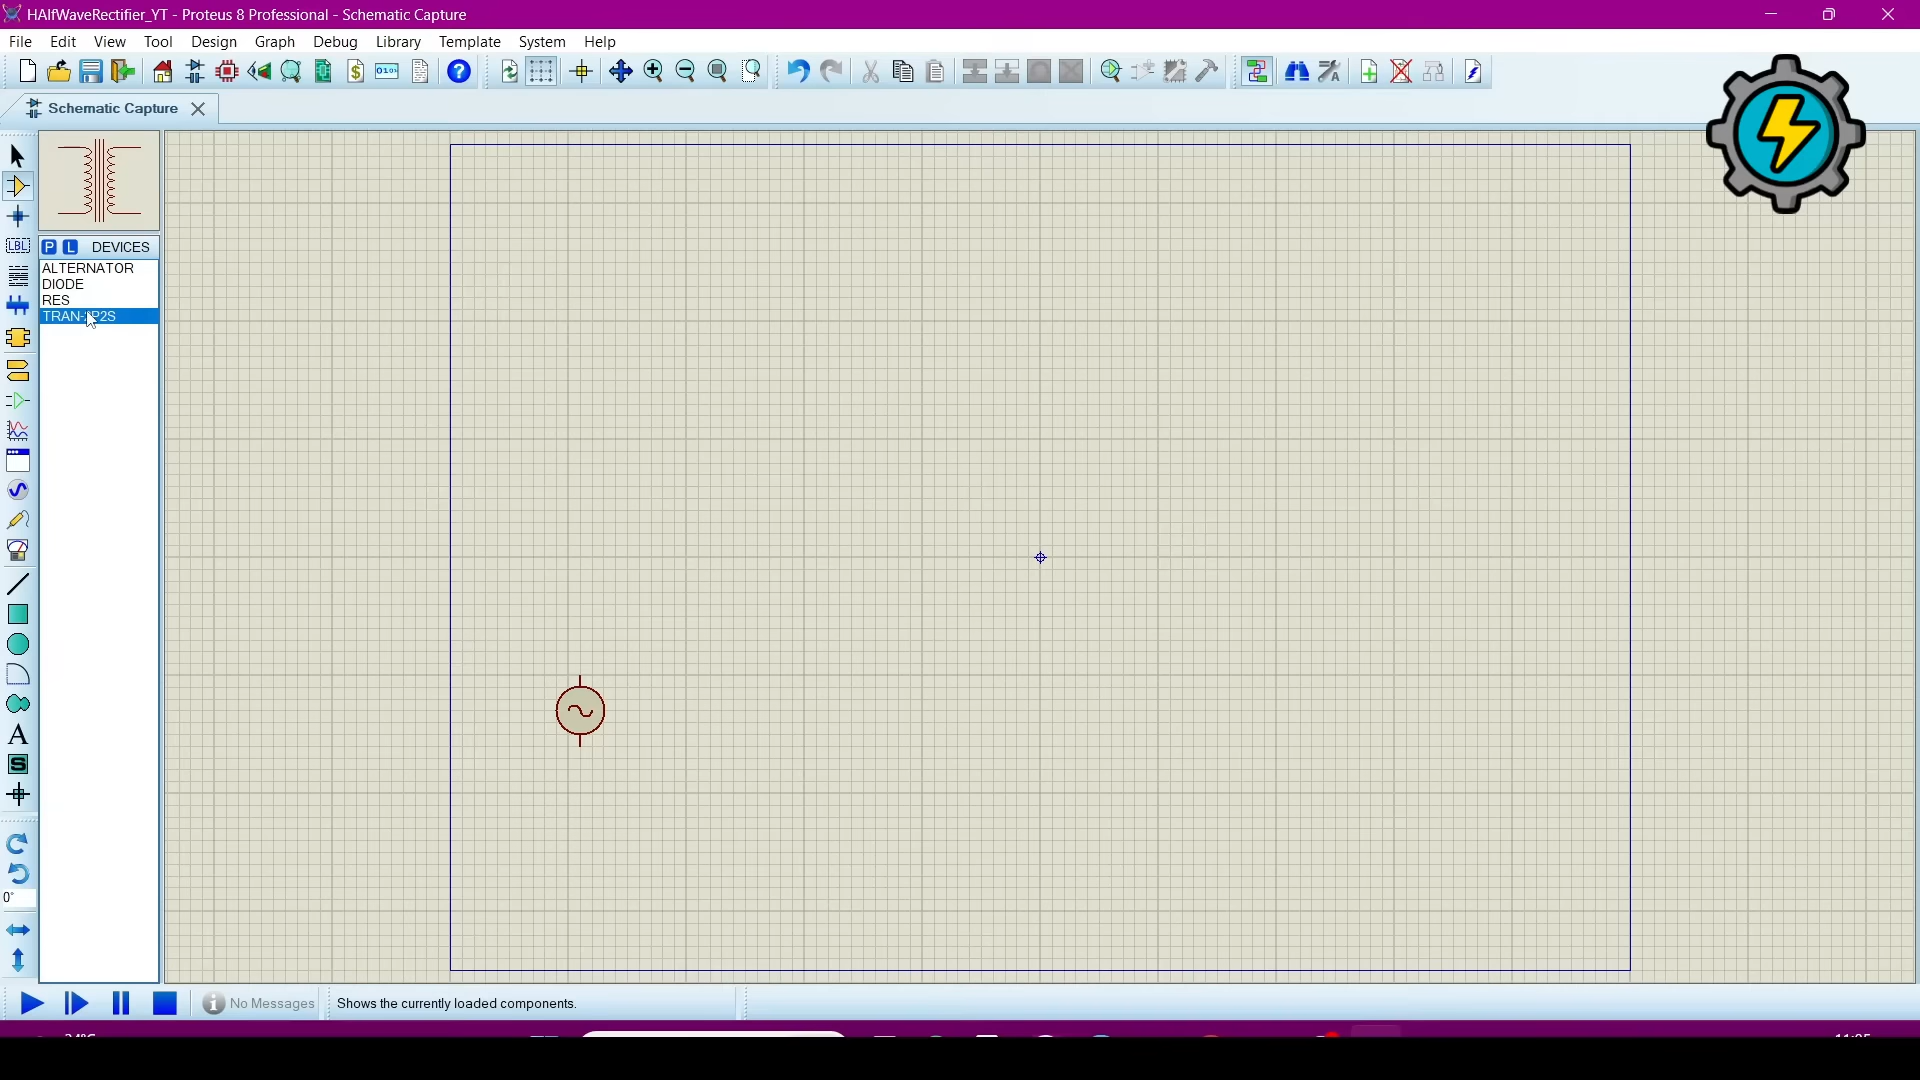 HAlfWaveRectifier_YT - Proteus 8 Professional - Schematic Capture
File Edit View Tool Design Graph Debug Library Template System Help
Schematic Capture
P L DEVICES
ALTERNATOR
DIODE
RES
LBL
A
S
0°
No Messages
Shows the currently loaded components.